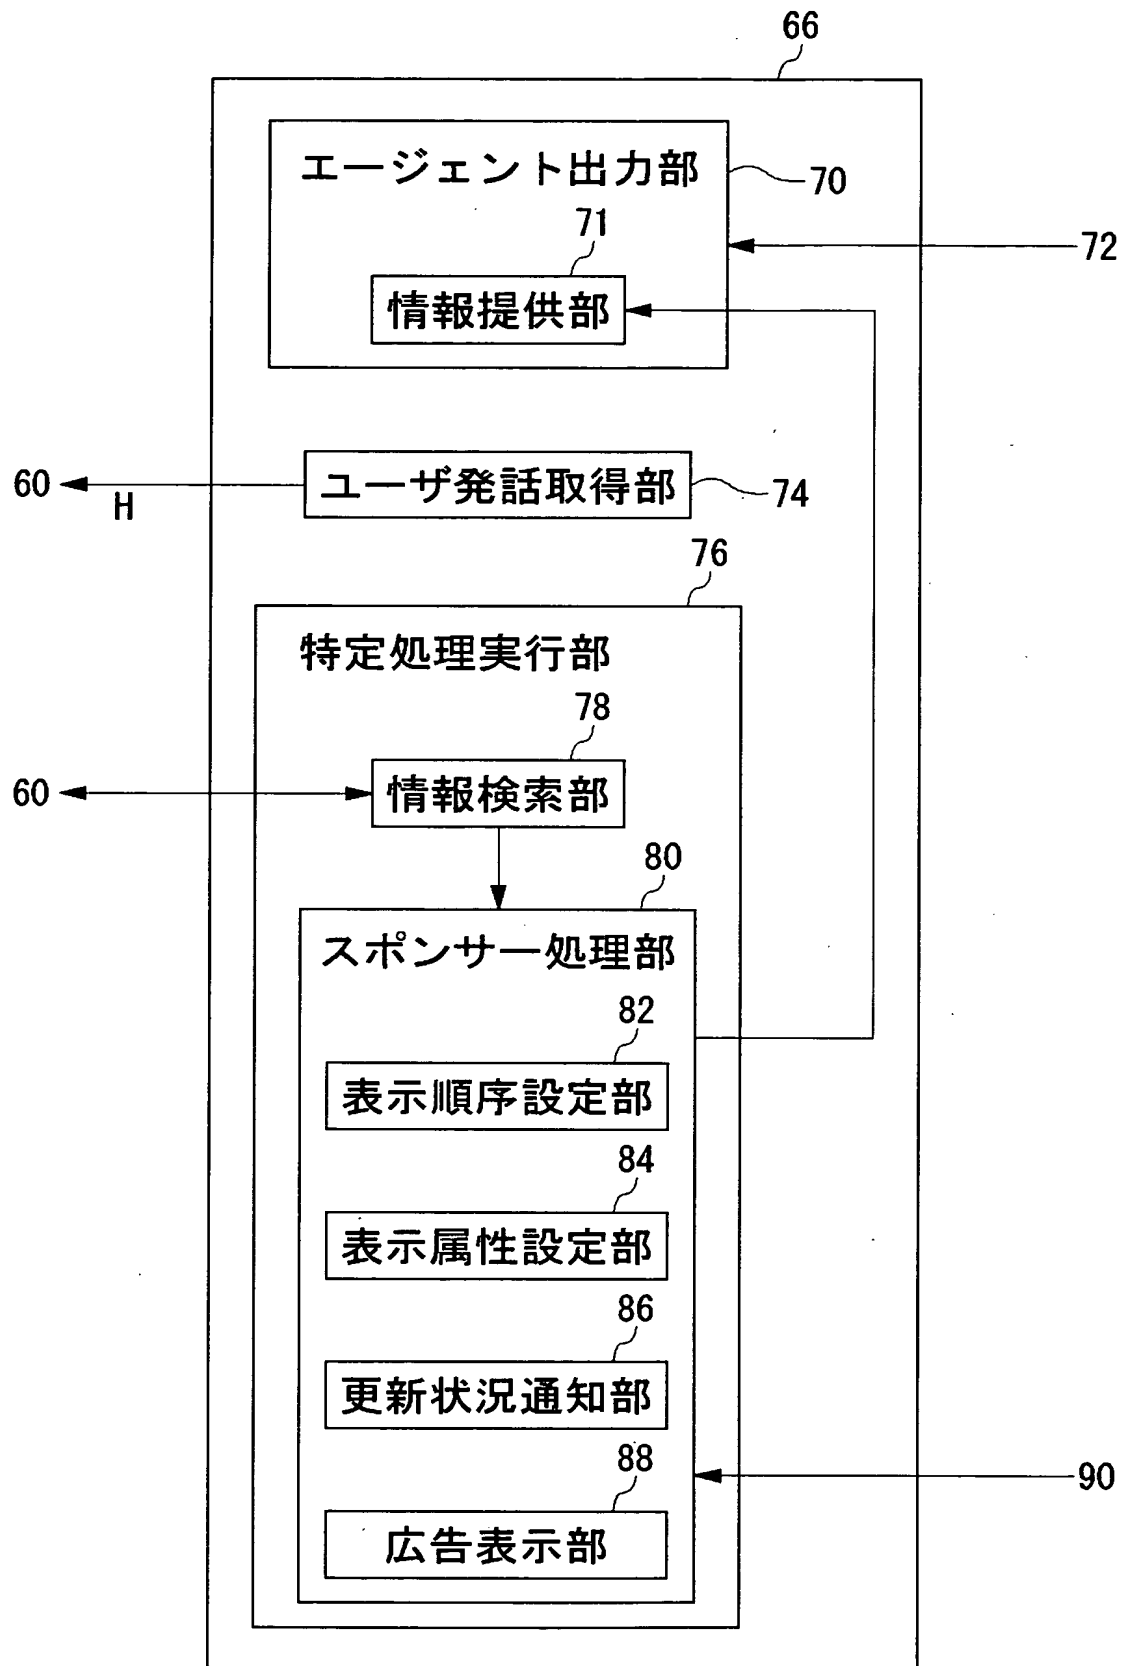 66
エージェント出力部
70
71
72
情報提供部
60
H
ユーザ発話取得部
74
76
特定処理実行部
78
60
情報検索部
80
スポンサー処理部
82
表示順序設定部
84
表示属性設定部
86
更新状況通知部
88
90
広告表示部